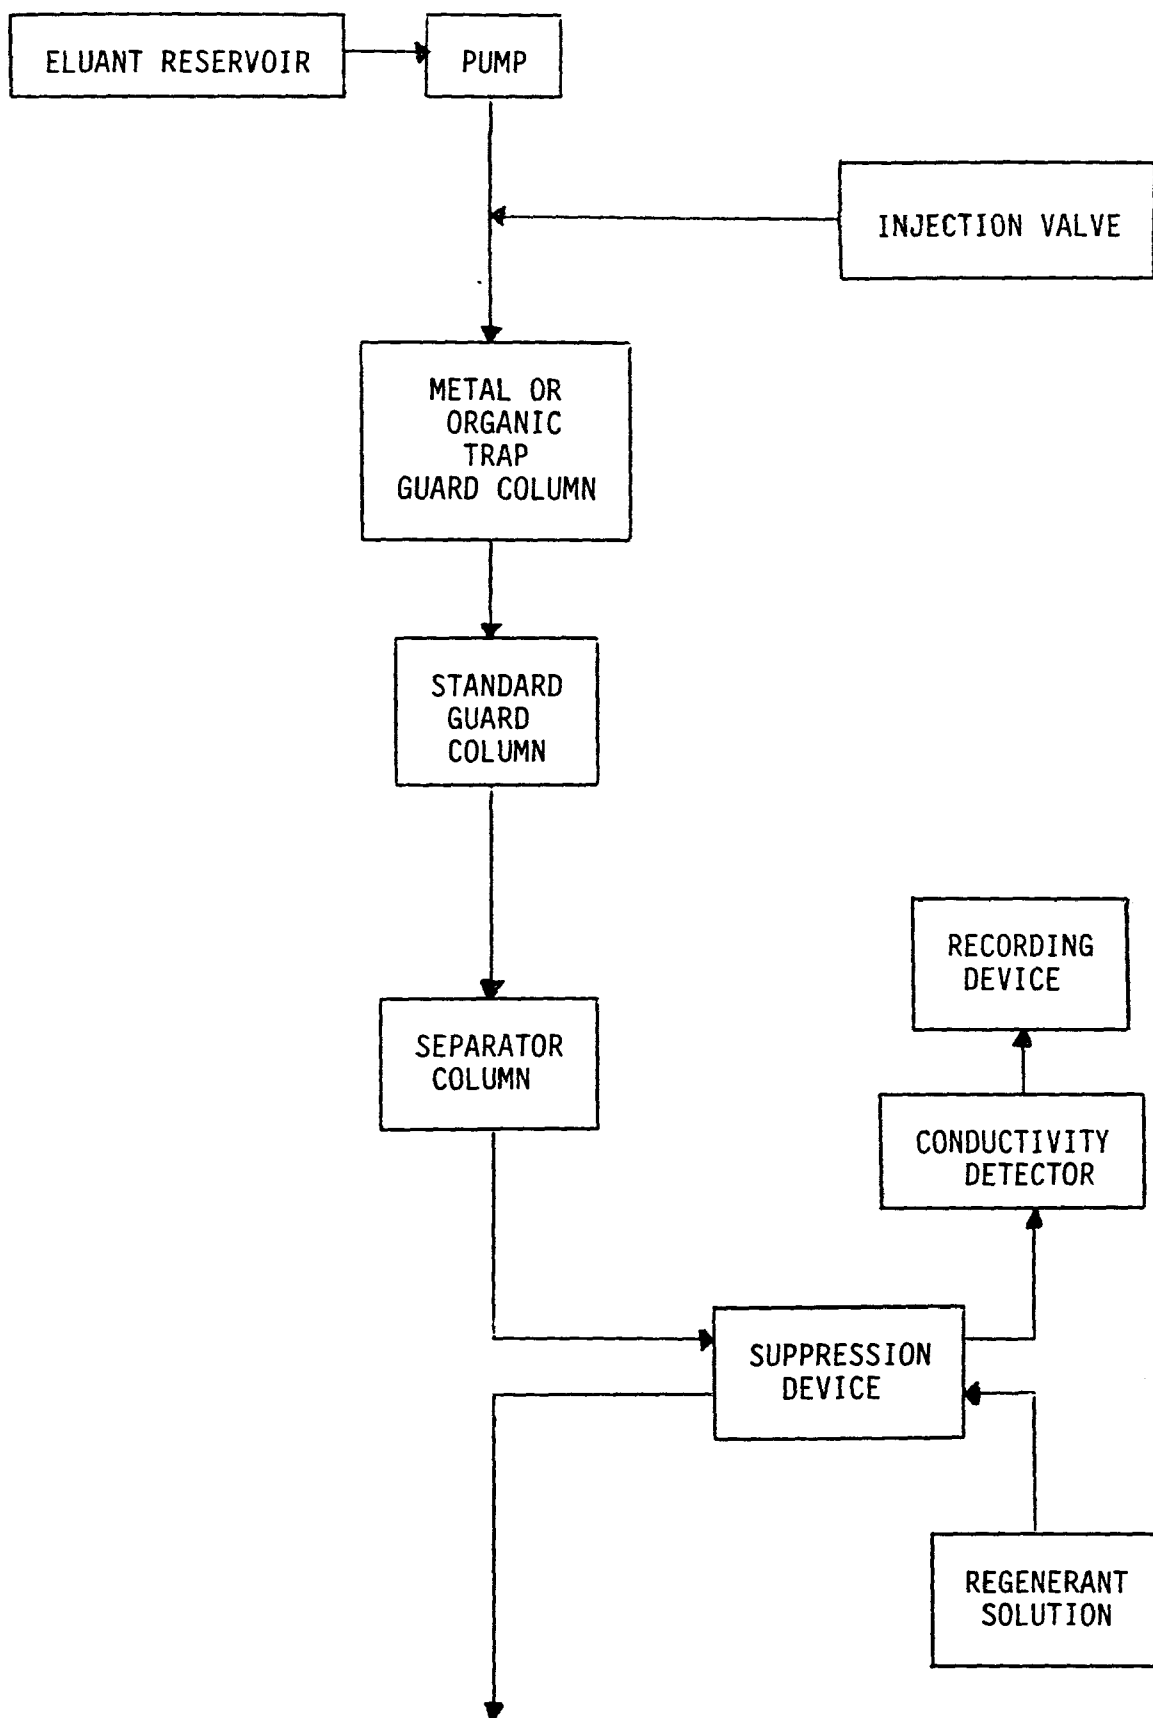 ELUANT RESERVOIR
PUMP
INJECTION VALVE
METAL OR
ORGANIC
TRAP
GUARD COLUMN
STANDARD
GUARD
COLUMN
SEPARATOR
COLUMN
RECORDING
DEVICE
CONDUCTIVITY
DETECTOR
SUPPRESSION
DEVICE
REGENERANT
SOLUTION